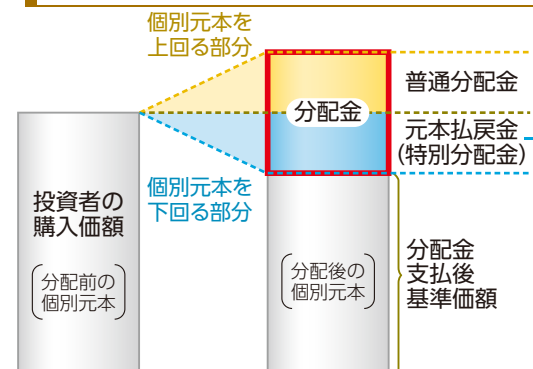 個別元本を
上回る部分
普通分配金
分配金
元本払戻金
(特別分配金)
個別元本を
下回る部分
投資者の
購入価額
分配前の
個別元本
分配後の
個別元本
分配金
支払後
基準価額